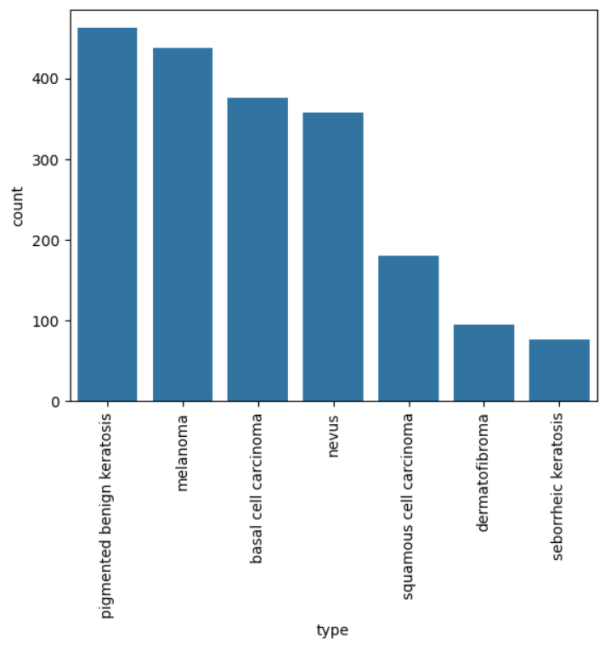 400
300
200
100
0
count
pigmented benign keratosis
melanoma
basal cell carcinoma
nevus
squamous cell carcinoma
dermatofibroma
seborrheic keratosis
type